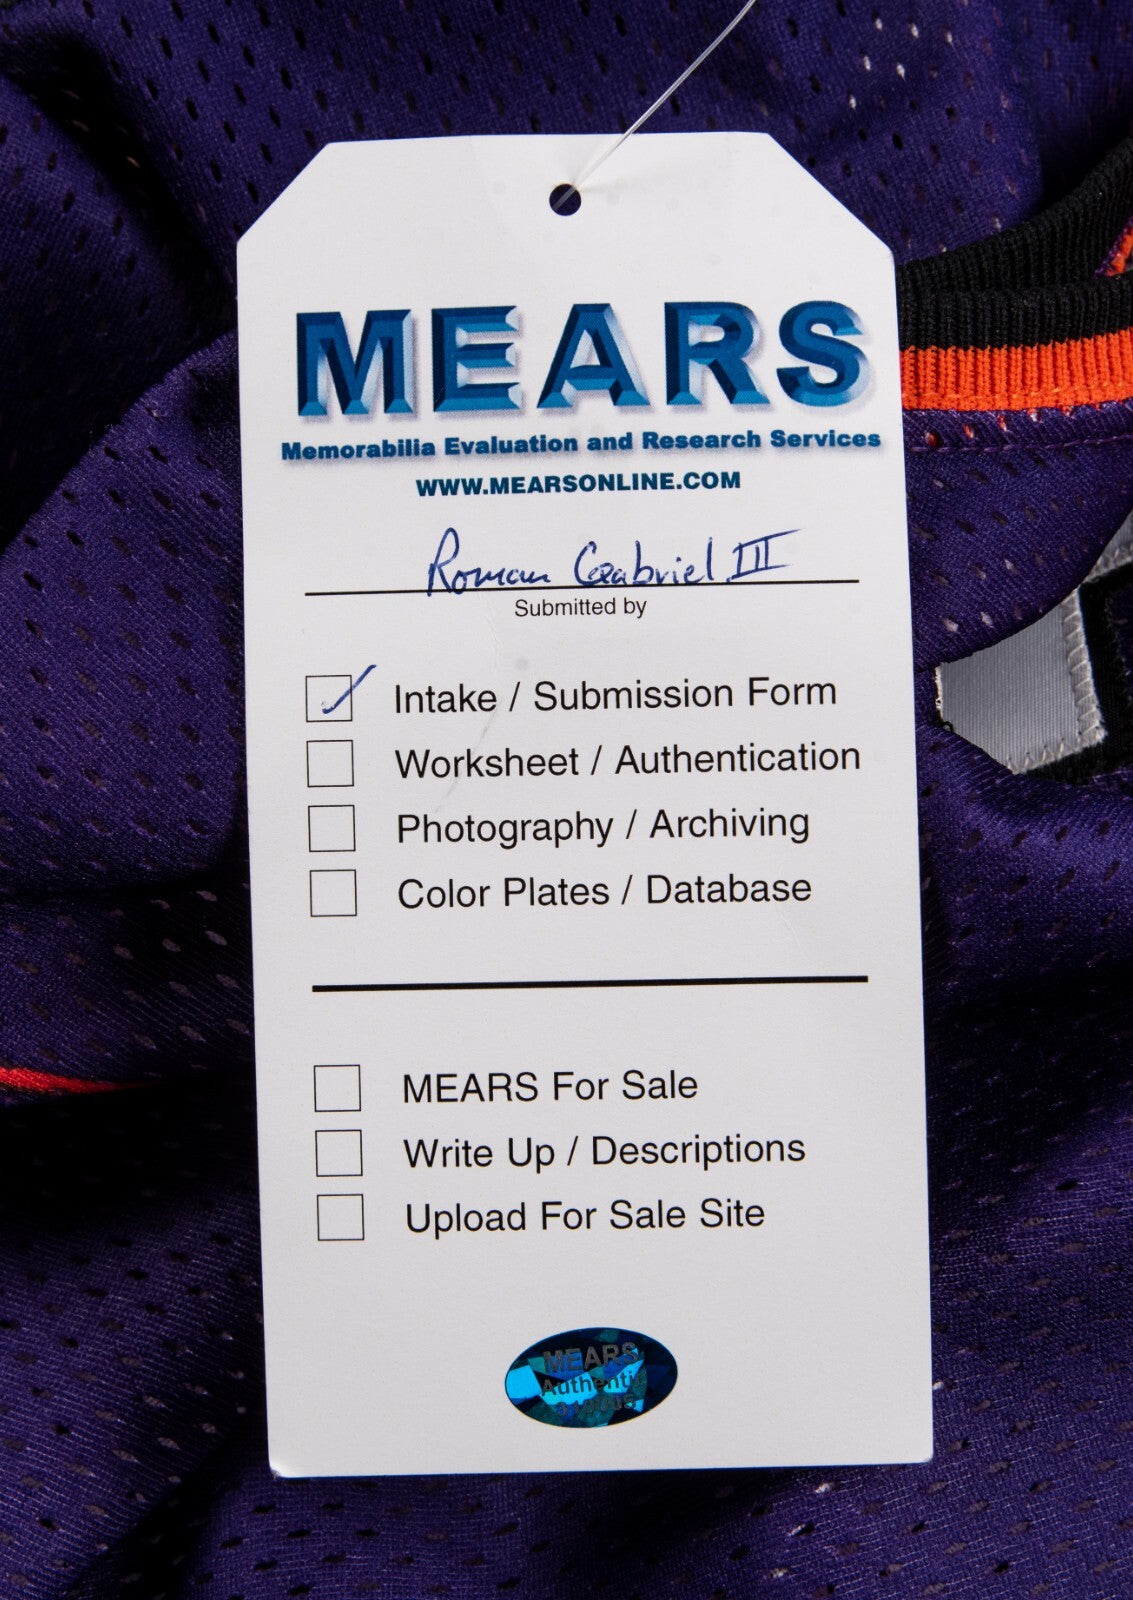 MEARS
Memorabilia Evaluation and Research Services
WWW.MEARSONLINE.COM
Roman Gabriel III
Submitted by
Intake / Submission Form
Worksheet / Authentication
Photography / Archiving
Color Plates / Database
MEARS For Sale
Write Up / Descriptions
Upload For Sale Site
MEARS
Authentic